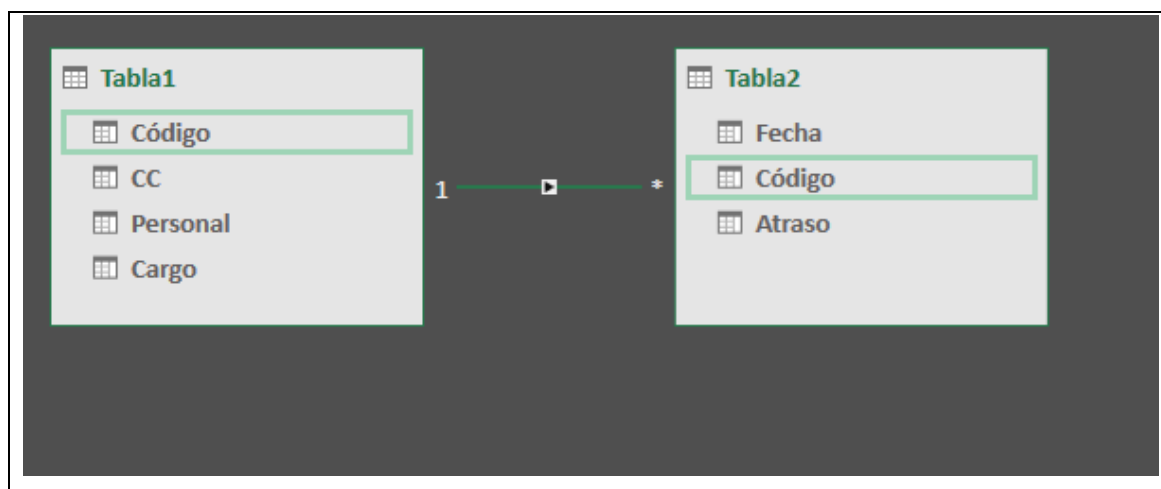 Tabla1
Código
CC
Personal
Cargo
1
*
Tabla2
Fecha
Código
Atraso